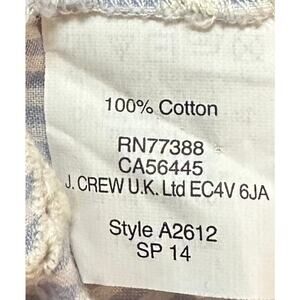 100% Cotton
RN77388
CA56445
J. CREW U.K. Ltd EC4V 6JA
Style A2612
SP 14